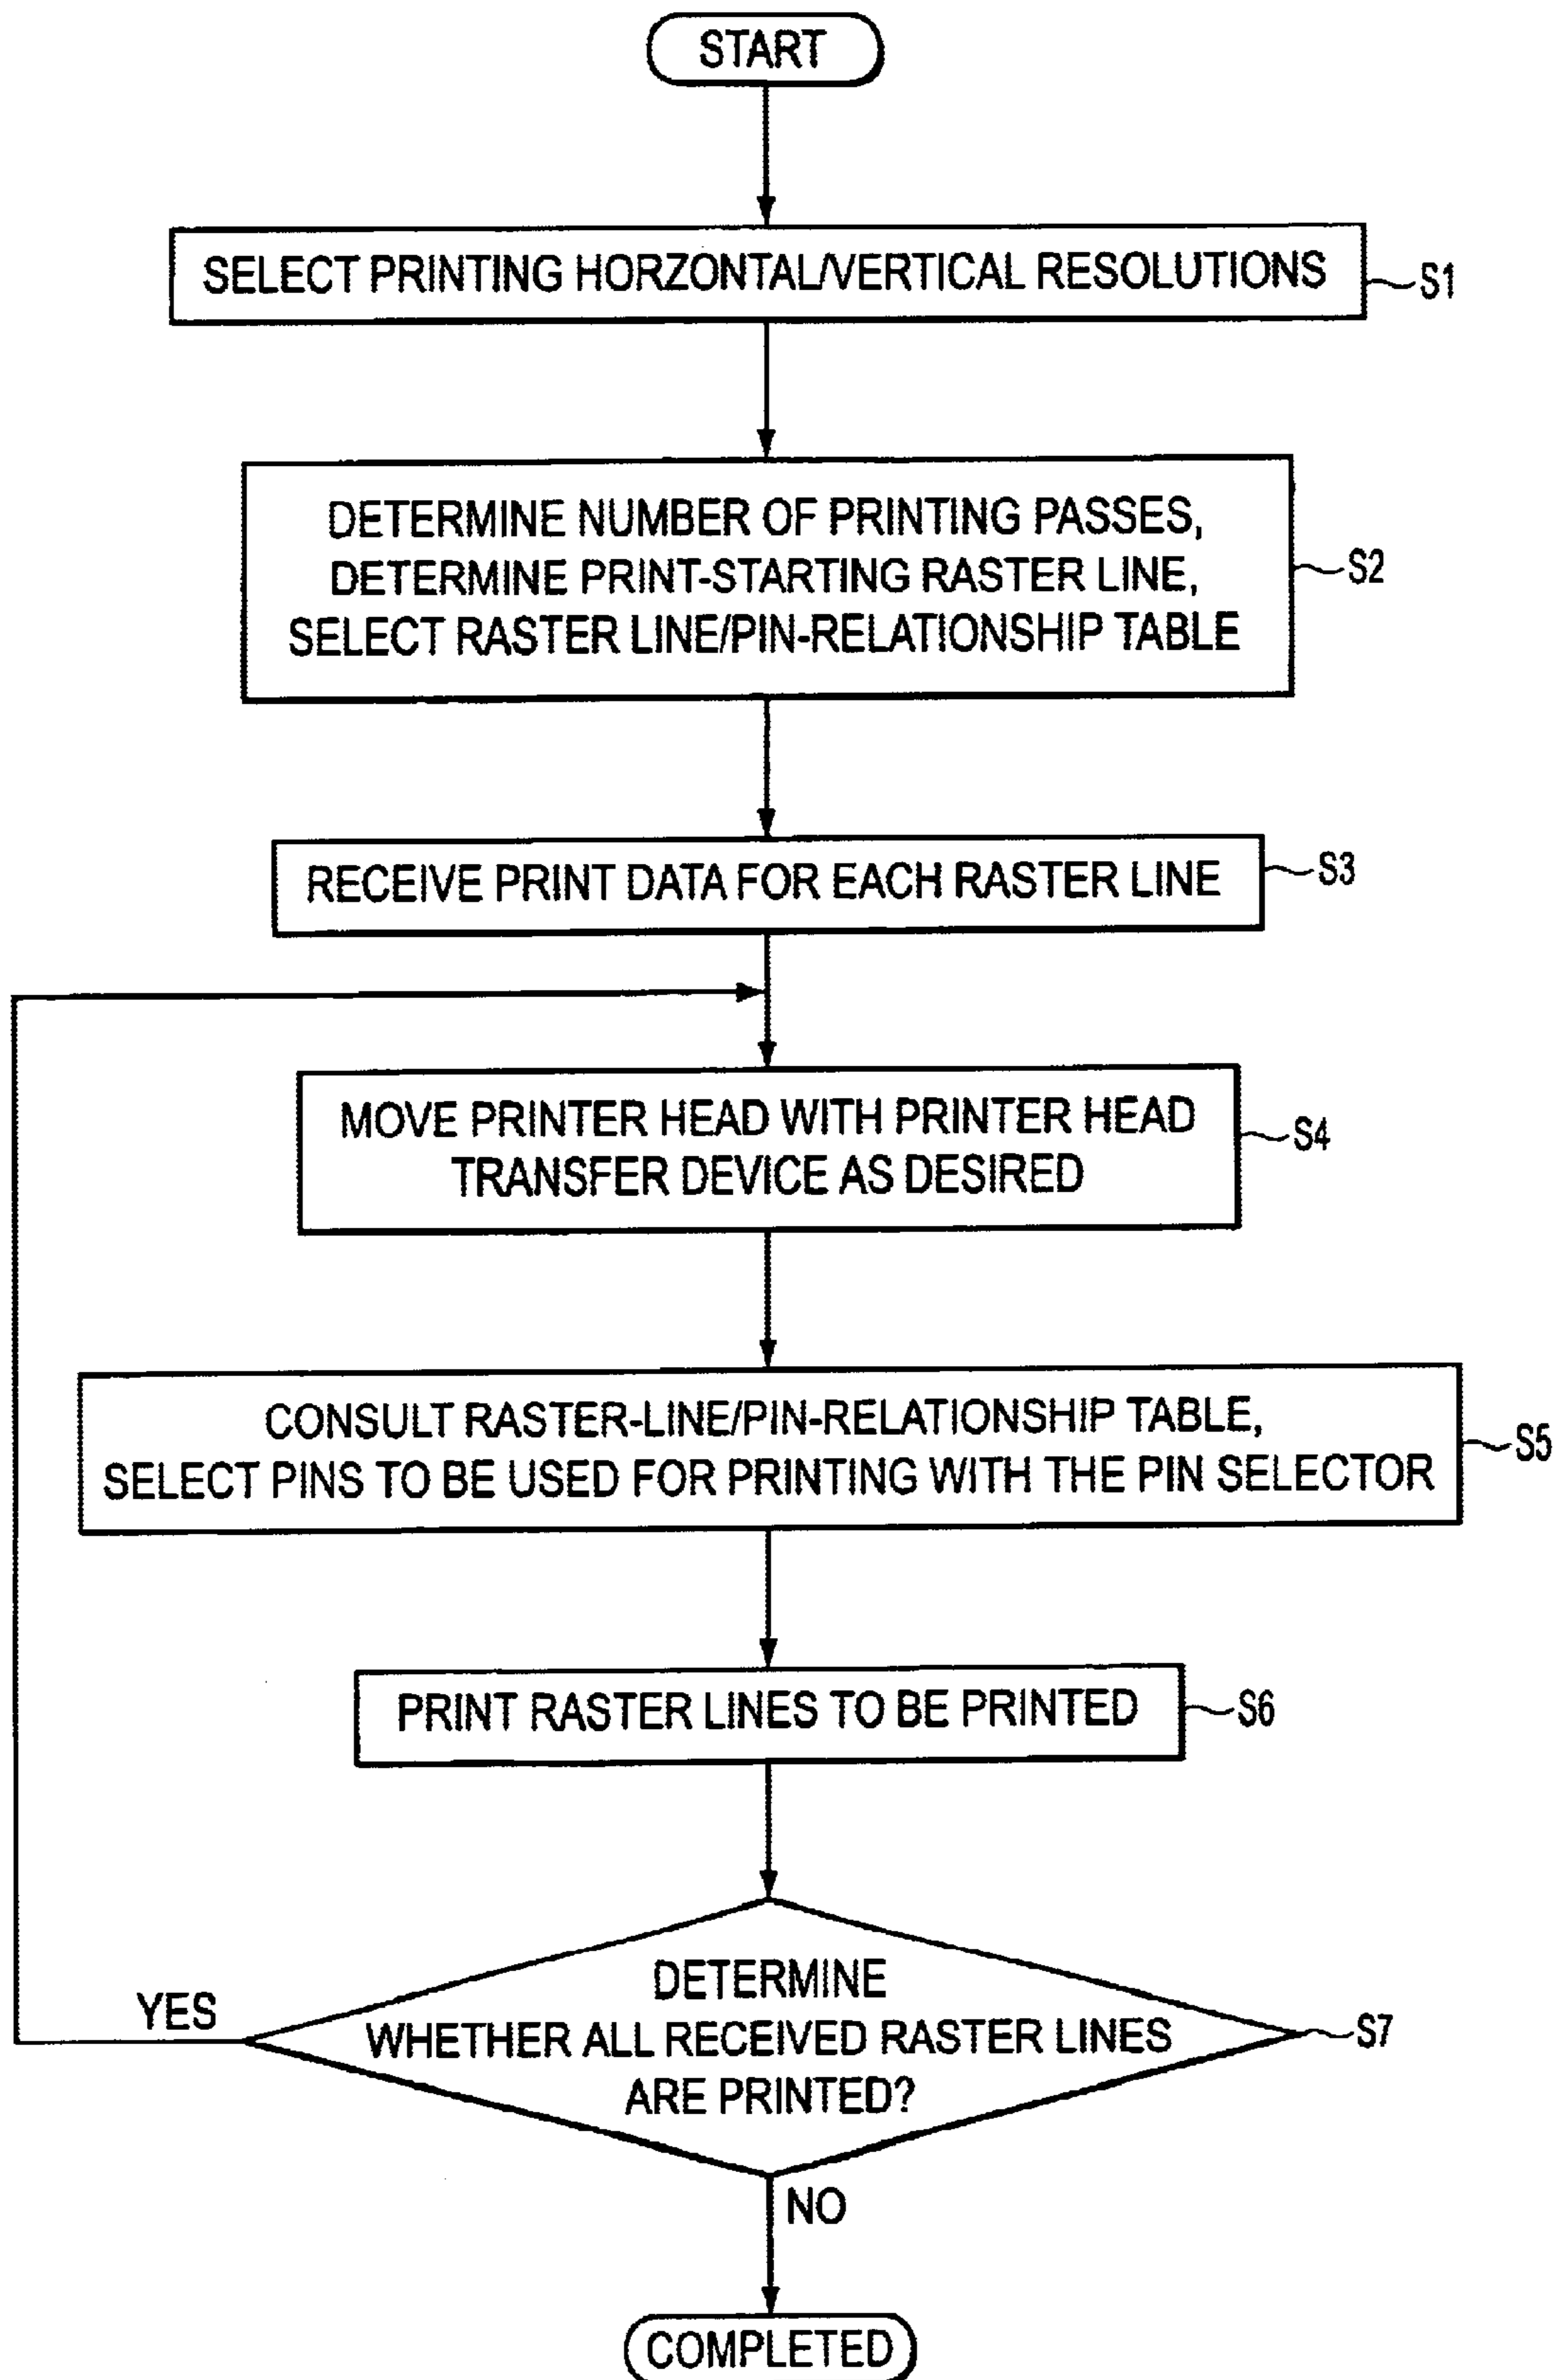 START
SELECT PRINTING HORZONTAL/VERTICAL RESOLUTIONS
S1
DETERMINE NUMBER OF PRINTING PASSES,
DETERMINE PRINT-STARTING RASTER LINE,
SELECT RASTER LINE/PIN-RELATIONSHIP TABLE
S2
RECEIVE PRINT DATA FOR EACH RASTER LINE
S3
MOVE PRINTER HEAD WITH PRINTER HEAD
TRANSFER DEVICE AS DESIRED
S4
CONSULT RASTER-LINE/PIN-RELATIONSHIP TABLE,
SELECT PINS TO BE USED FOR PRINTING WITH THE PIN SELECTOR
S5
PRINT RASTER LINES TO BE PRINTED
S6
DETERMINE
WHETHER ALL RECEIVED RASTER LINES
ARE PRINTED?
S7
YES
NO
COMPLETED